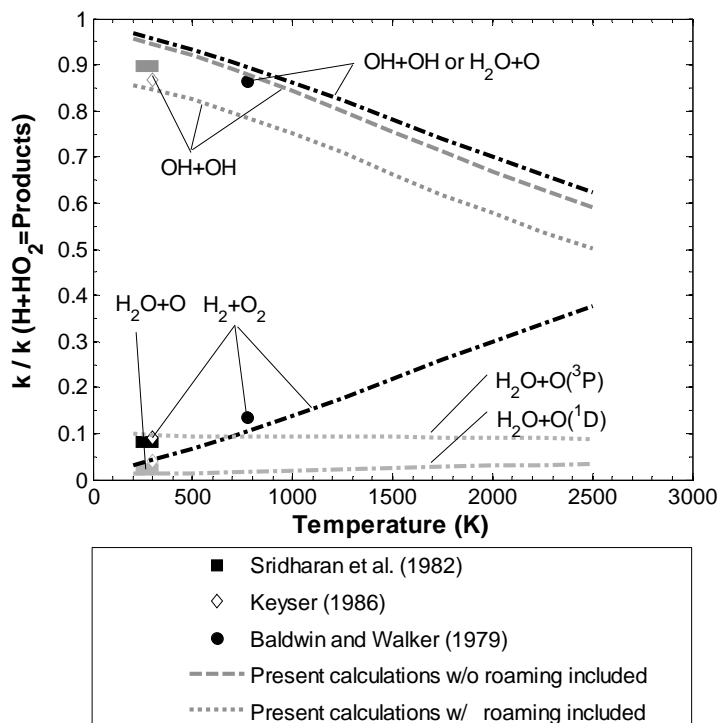 1
0.9
0.8
0.7
0.6
0.5
0.4
0.3
0.2
0.1
0
k / k (H+HO2=Products)
OH+OH or H2O+O
OH+OH
H2O+O
H2+O2
H2O+O(3P)
H2O+O(1D)
0 500 1000 1500 2000 2500 3000
Temperature (K)
Sridharan et al. (1982)
Keyser (1986)
Baldwin and Walker (1979)
Present calculations w/o roaming included
Present calculations w/ roaming included